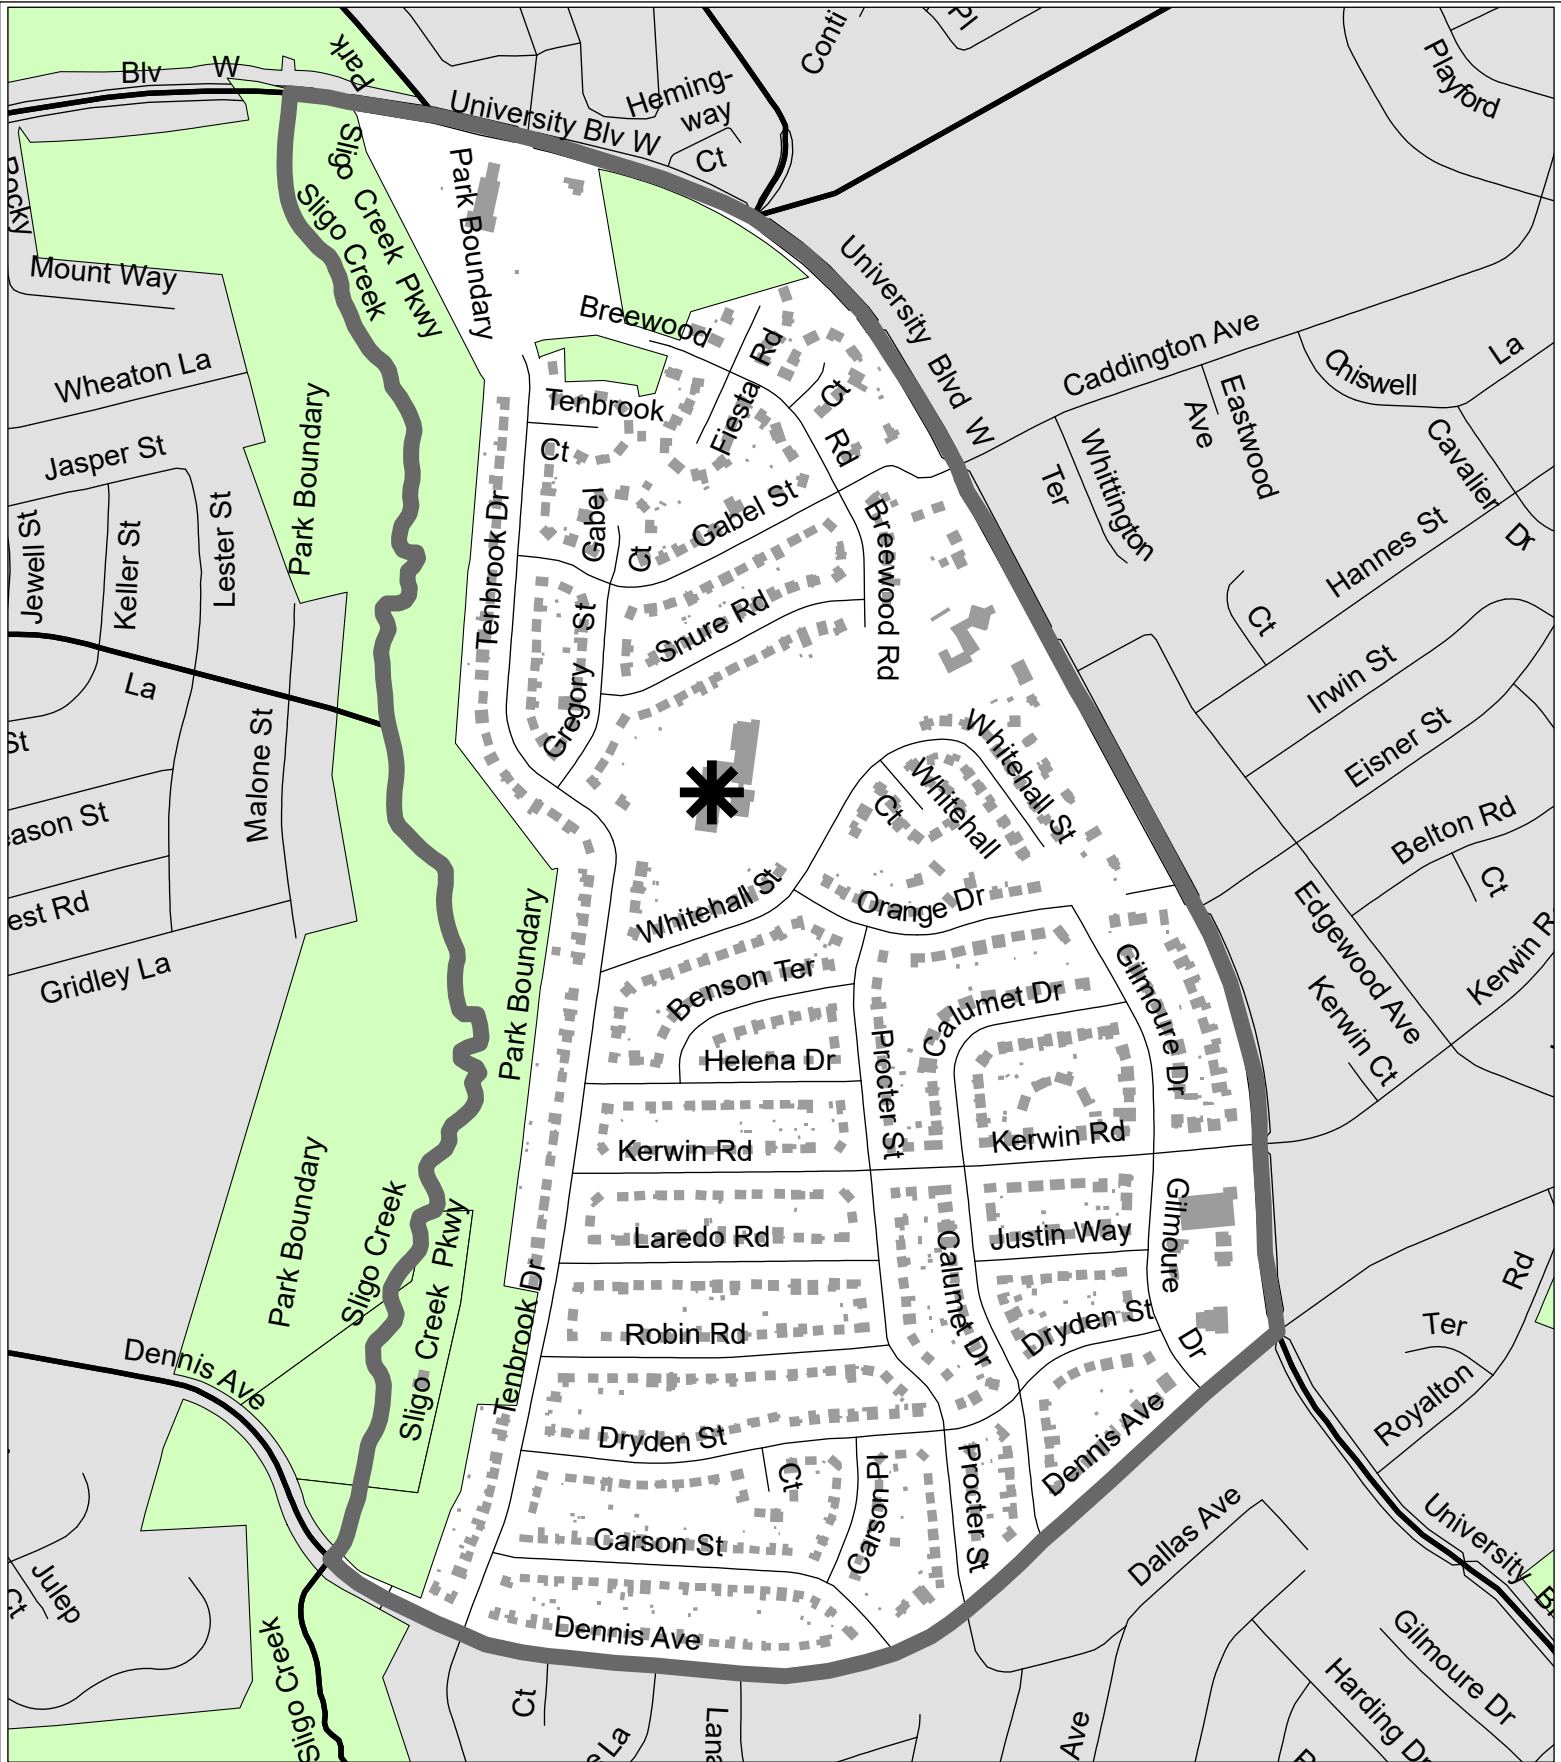 Blv W
Park
University Blv W
Heming-
way
Ct
Conti
Pl
Playford
Rocky
Sligo Creek Pkwy
Sligo Creek
Park Boundary
Mount Way
Breewood Rd
University Blvd W
Caddington Ave
Chiswell
La
Wheaton La
Park Boundary
Tenbrook
Ct
Fiesta Rd
Ct
Eastwood
Ave
Whittington
Ter
Cavalier
Dr
Jasper St
Jewell St
Keller St
Lester St
Tenbrook Dr
Gabel
Ct
Gabel St
Breewood Rd
Hannes St
Ct
Snure Rd
Gregory St
La
St
Malone St
Irwin St
Eisner St
Whitehall St
Whitehall
Ct
eason St
Belton Rd
Ct
est Rd
Gridley La
Park Boundary
Whitehall St
Orange Dr
Edgewood Ave
Kerwin R
Kerwin Ct
Benson Ter
Calumet Dr
Gilmoure Dr
Helena Dr
Procter St
Kerwin Rd
Kerwin Rd
Park Boundary
Sligo Creek
Sligo Creek Pkwy
Laredo Rd
Calumet Dr
Justin Way
Gilmoure
Dr
Tenbrook Dr
Robin Rd
Dryden St
Rd
Ter
Royalton
Dennis Ave
Dryden St
Ct
Carson Pl
Procter St
Dennis Ave
University Bl
Carson St
Dallas Ave
Julep
Ct
Dennis Ave
Sligo Creek
Ct
e La
Lana
Ave
Harding Dr
Gilmoure Dr